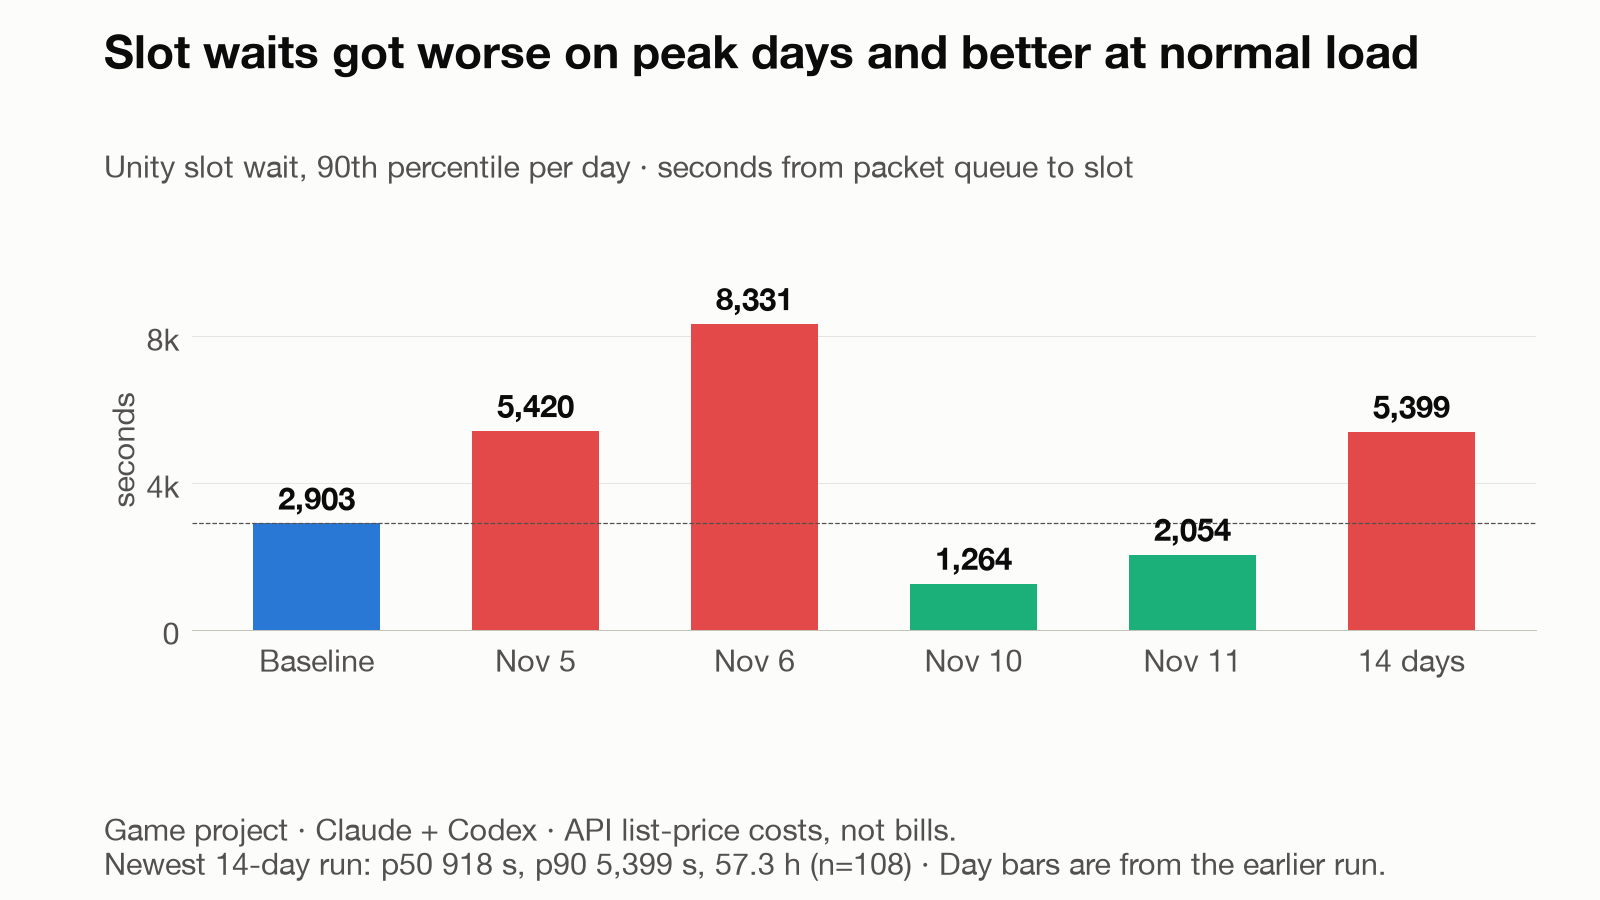 Slot waits got worse on peak days and better at normal load
Unity slot wait, 90th percentile per day · seconds from packet queue to slot
seconds
8k
4k
0
2,903
5,420
8,331
1,264
2,054
5,399
Baseline
Nov 5
Nov 6
Nov 10
Nov 11
14 days
Game project · Claude + Codex · API list-price costs, not bills.
Newest 14-day run: p50 918 s, p90 5,399 s, 57.3 h (n=108) · Day bars are from the earlier run.